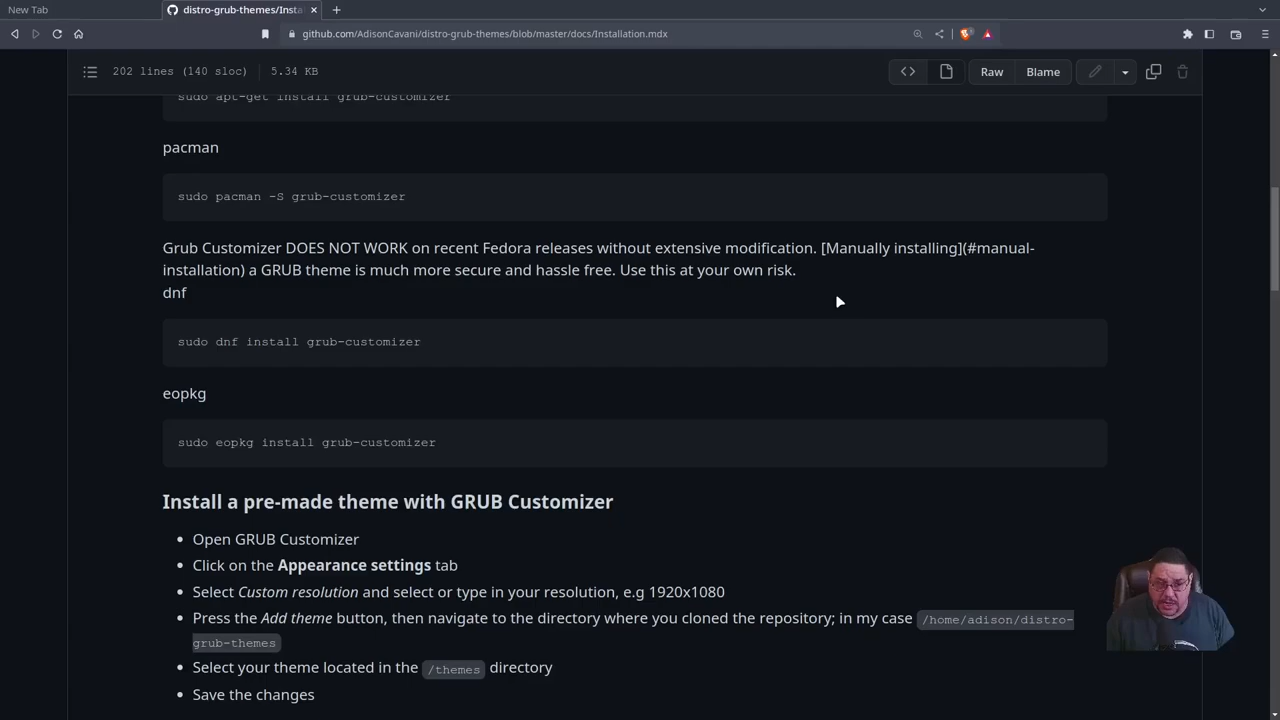 New Tab
distro-grub-themes/Insta
github.com/AdisonCavani/distro-grub-themes/blob/master/docs/Installation.mdx
202 lines (140 sloc) 5.34 KB
Raw Blame
sudo apt-get install grub-customizer
pacman
sudo pacman -S grub-customizer
Grub Customizer DOES NOT WORK on recent Fedora releases without extensive modification. [Manually installing](#manual-
installation) a GRUB theme is much more secure and hassle free. Use this at your own risk.
dnf
sudo dnf install grub-customizer
eopkg
sudo eopkg install grub-customizer
Install a pre-made theme with GRUB Customizer
Open GRUB Customizer
Click on the Appearance settings tab
Select Custom resolution and select or type in your resolution, e.g 1920x1080
Press the Add theme button, then navigate to the directory where you cloned the repository; in my case /home/adison/distro-
grub-themes
Select your theme located in the /themes directory
Save the changes